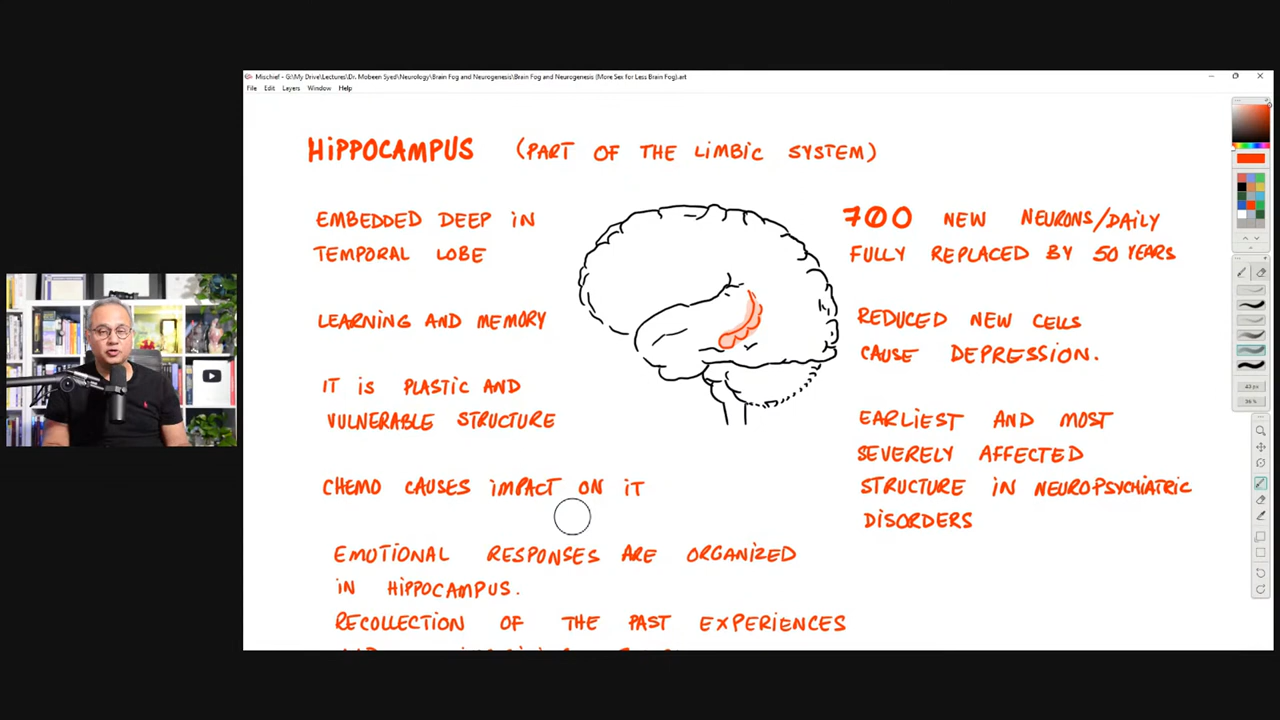 Mischief - G:\My Drive\Lectures\Dr. Mobeen Syed\Neurology\Brain Fog and Neurogenesis\Brain Fog and Neurogenesis (More Sex for Less Brain Fog).art
File Edit Layers Window Help
HIPPOCAMPUS (PART OF THE LIMBIC SYSTEM)
EMBEDDED DEEP IN
TEMPORAL LOBE
LEARNING AND MEMORY
IT IS PLASTIC AND
VULNERABLE STRUCTURE
CHEMO CAUSES IMPACT ON IT
EMOTIONAL RESPONSES ARE ORGANIZED
IN HIPPOCAMPUS.
RECOLLECTION OF THE PAST EXPERIENCES
700 NEW NEURONS/DAILY
FULLY REPLACED BY 50 YEARS
REDUCED NEW CELLS
CAUSE DEPRESSION.
EARLIEST AND MOST
SEVERELY AFFECTED
STRUCTURE IN NEUROPSYCHIATRIC
DISORDERS